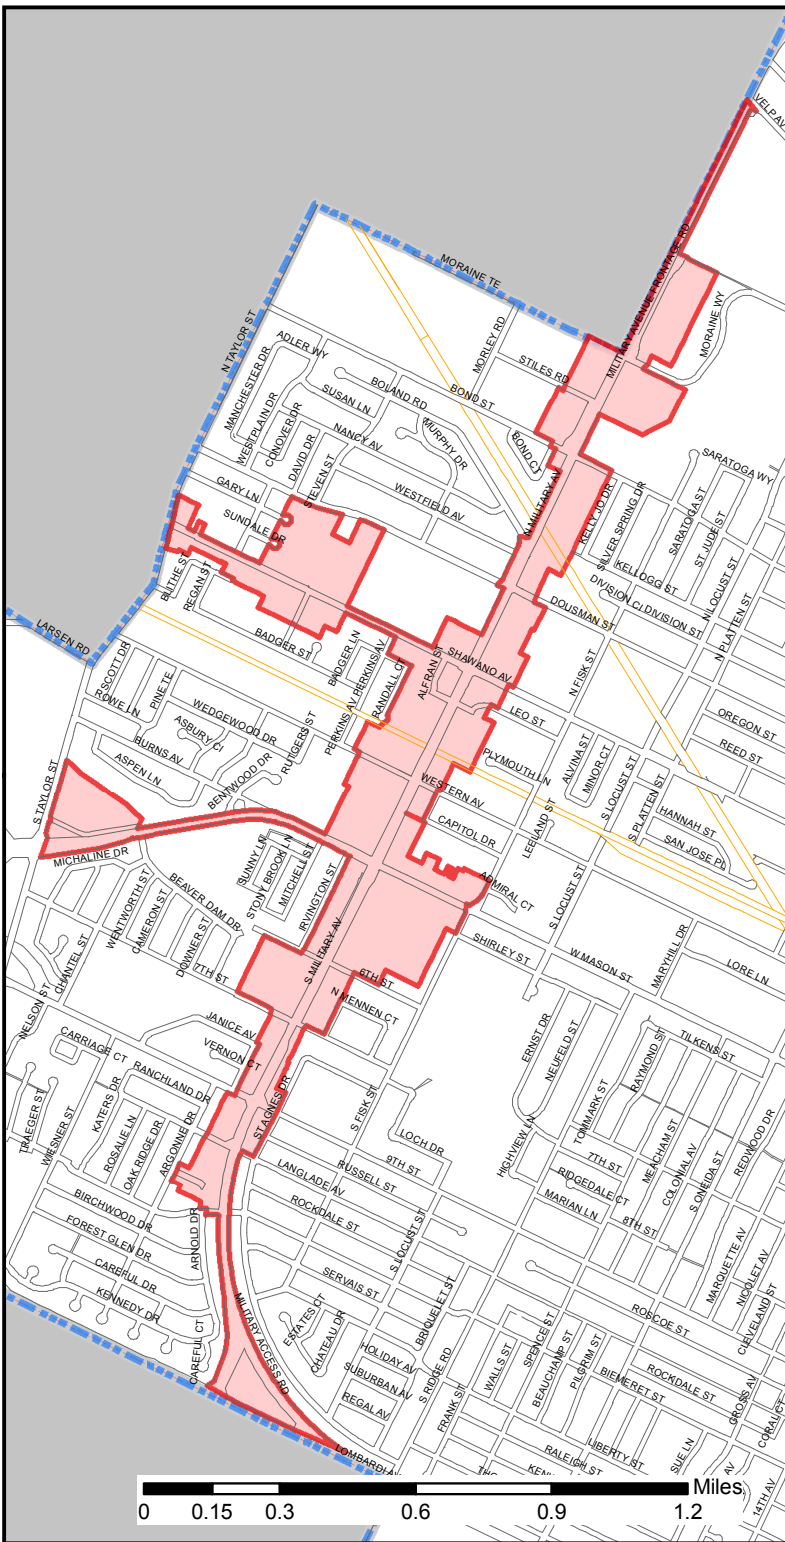 VELP AV
MORAINE TE
MILITARY AVENUE FRONTAGE RD
MORAINE WY
N TAYLOR ST
MORLEY RD
ADLER WY
STILES RD
MANCHESTER DR
BOLAND RD
BOND ST
SUSAN LN
WESTPLAIN DR
CONOVER DR
MURPHY DR
BOND CT
NANCY AV
DAVID DR
STEVEN ST
SARATOGA WY
GARY LN
WESTFIELD AV
N MILITARY AV
KELLY JO DR
SILVER SPRING DR
SARATOGA ST
SUNDALE DR
ST JUDE ST
KELLOGG ST
BLITHE ST
REGAN ST
DIVISION CI
DIVISION ST
N LOCUST ST
DOUSMAN ST
N PLATTEN ST
LARSEN RD
BADGER ST
BADGER LN
PERKINS AV
SHAWANO AV
ALFRAN ST
SCOTT DR
PINE TE
RANDALL CT
N FISK ST
ROWE LN
WEDGEWOOD DR
LEO ST
OREGON ST
ASBURY CI
RUTGERS ST
PERKINS AV
REED ST
BURNS AV
ASPEN LN
BENTWOOD DR
PLYMOUTH LN
ALVINA ST
MINOR CT
S TAYLOR ST
WESTERN AV
S LOCUST ST
S PLATTEN ST
HANNAH ST
CAPITOL DR
LEELAND ST
SAN JOSE PL
MICHALINE DR
SUNNY LN
STONY BROOK LN
MITCHELL ST
IRVINGTON ST
BEAVER DAM DR
ADMIRAL CT
WENTWORTH ST
CAMERON ST
DOWNER ST
S LOCUST ST
CHANTEL ST
7TH ST
S MILITARY AV
SHIRLEY ST
W MASON ST
MARYHILL DR
LORE LN
6TH ST
NELSON ST
N MENNEN CT
JANICE AV
VERNON CT
CARRIAGE CT
RANCHLAND DR
ERNST DR
NEUFELD ST
RAYMOND ST
TILKENS ST
TRAEGER ST
WIESNER ST
KATERS DR
ROSALIE LN
OAK RIDGE DR
ARGONNE DR
ST AGNES DR
S FISK ST
LOCH DR
HIGHVIEW LN
TOMMARK ST
MEACHAM ST
COLONIAL AV
S ONEIDA ST
REDWOOD DR
9TH ST
RUSSELL ST
LANGLADE AV
7TH ST
RIDGEDALE CT
MARIAN LN
8TH ST
BIRCHWOOD DR
FOREST GLEN DR
ARNOLD DR
ROCKDALE ST
S LOCUST ST
MARQUETTE AV
NICOLET AV
CLEVELAND ST
CAREFUL DR
KENNEDY DR
SERVAIS ST
MILITARY ACCESS RD
ESTATES CT
CHATEAU DR
BRIQUELET ST
ROSCOE ST
CAREFUL CT
HOLIDAY AV
SUBURBAN AV
REGAL AV
S RIDGE RD
FRANK ST
WALLS ST
SPENCE ST
BEAUCHAMP ST
PILGRIM ST
BIEMERET ST
ROCKDALE ST
GROSS AV
CORAL CT
LIBERTY ST
SUE LN
RALEIGH ST
14TH AV
Miles
0 0.15 0.3 0.6 0.9 1.2